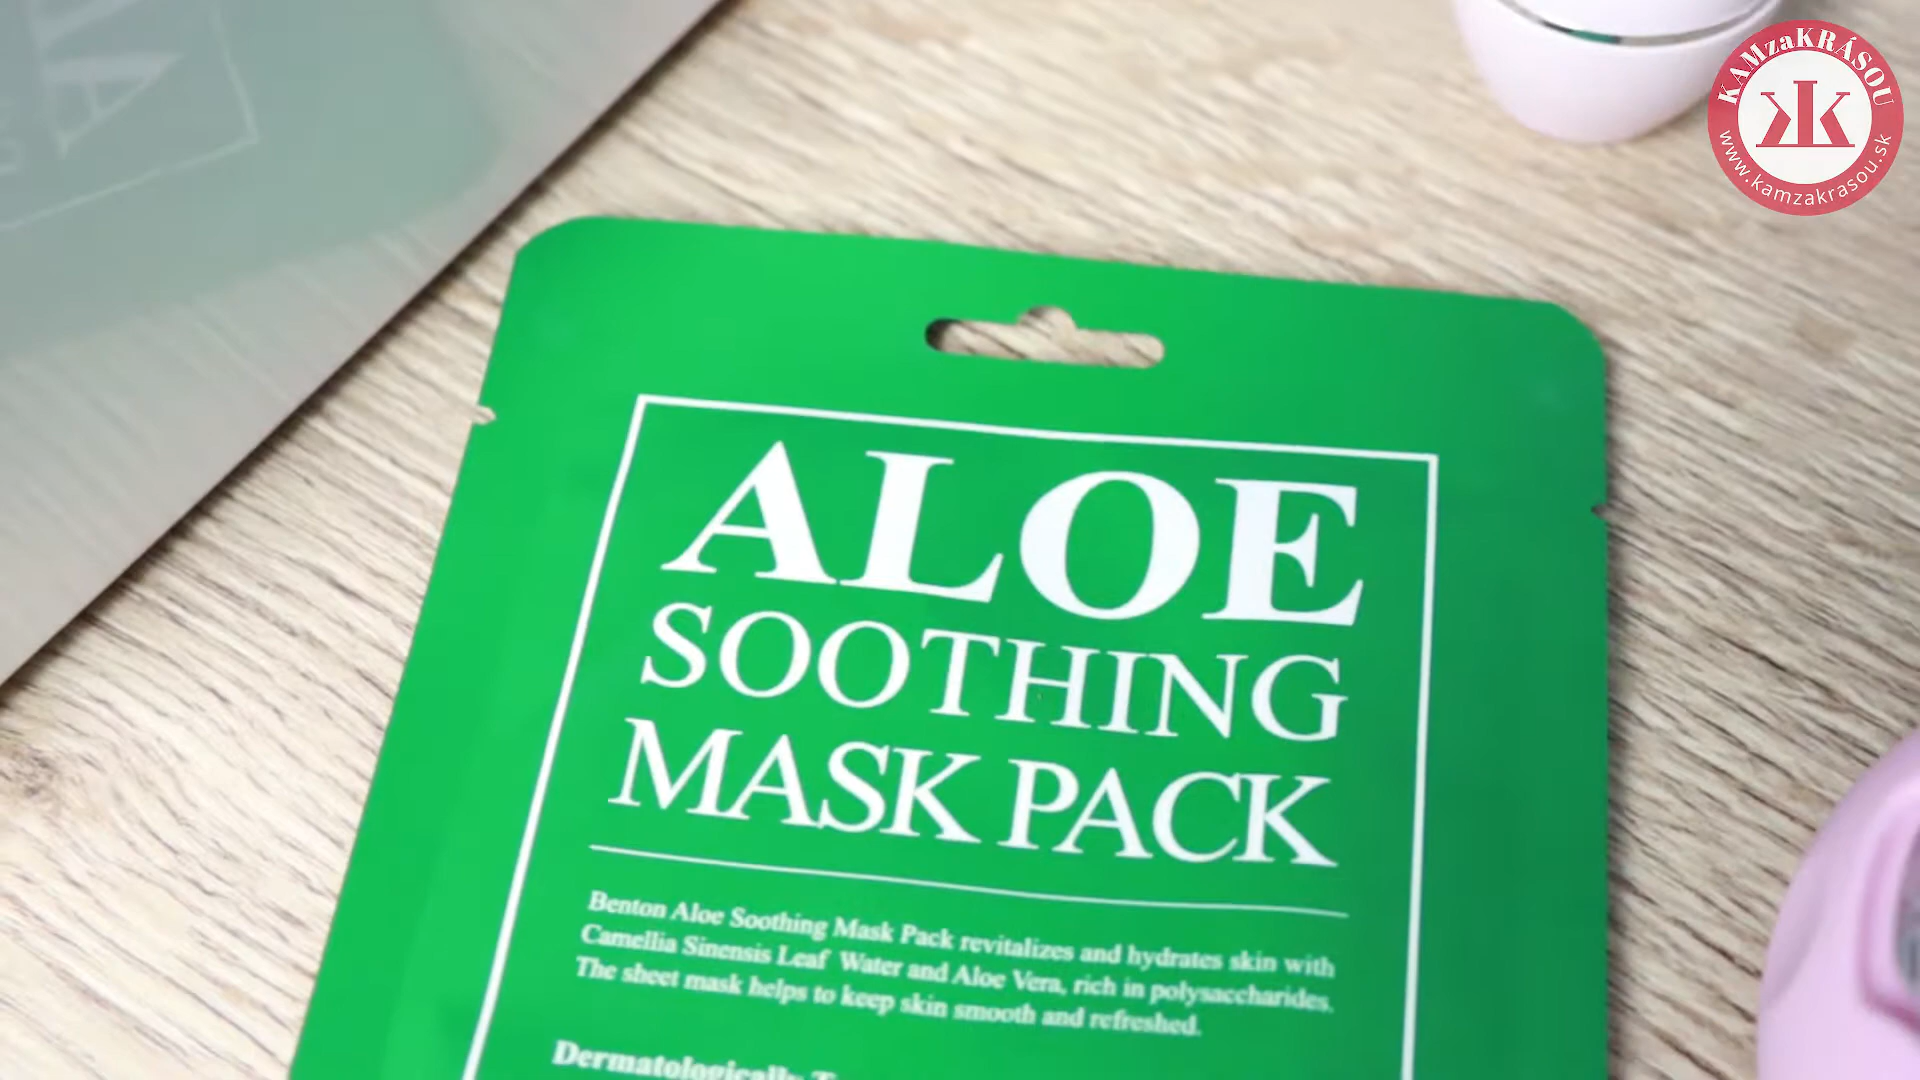 KAMzaKRÁSOU
www.kamzakrasou.sk
ALOE
SOOTHING
MASK PACK
Benton Aloe Soothing Mask Pack revitalizes and hydrates skin with
Camellia Sinensis Leaf Water and Aloe Vera, rich in polysaccharides.
The sheet mask helps to keep skin smooth and refreshed.
Dermatologically